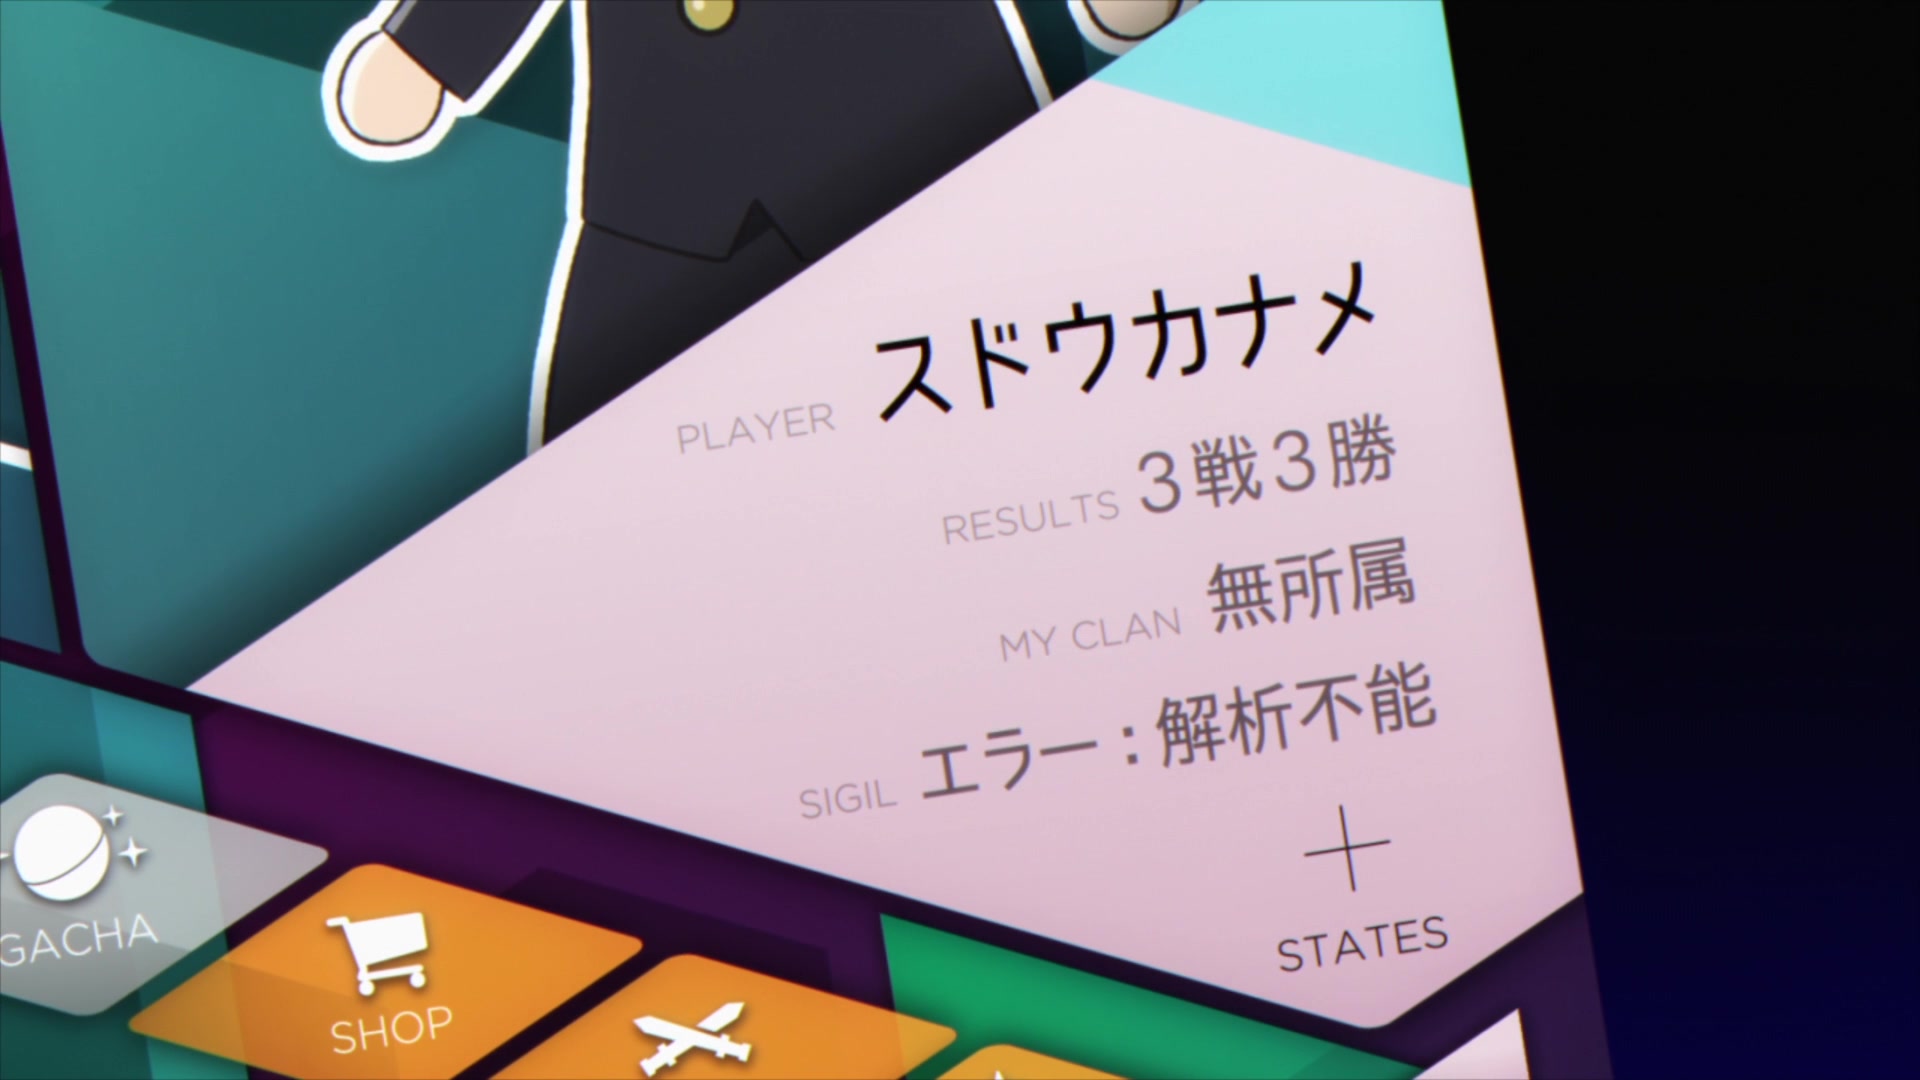 PLAYER スドウカナメ
RESULTS 3戦3勝
MY CLAN 無所属
SIGIL エラー：解析不能
STATES
GACHA
SHOP